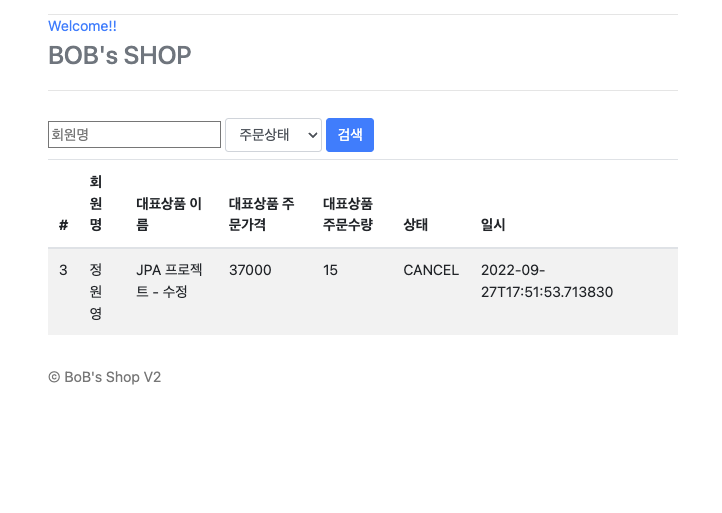 Welcome!!
BOB's SHOP
회원명 주문상태 검색
# 회원명 대표상품 이름 대표상품 주문가격 대표상품 주문수량 상태 일시
3 정원영 JPA 프로젝트 - 수정 37000 15 CANCEL 2022-09-27T17:51:53.713830
© BoB's Shop V2